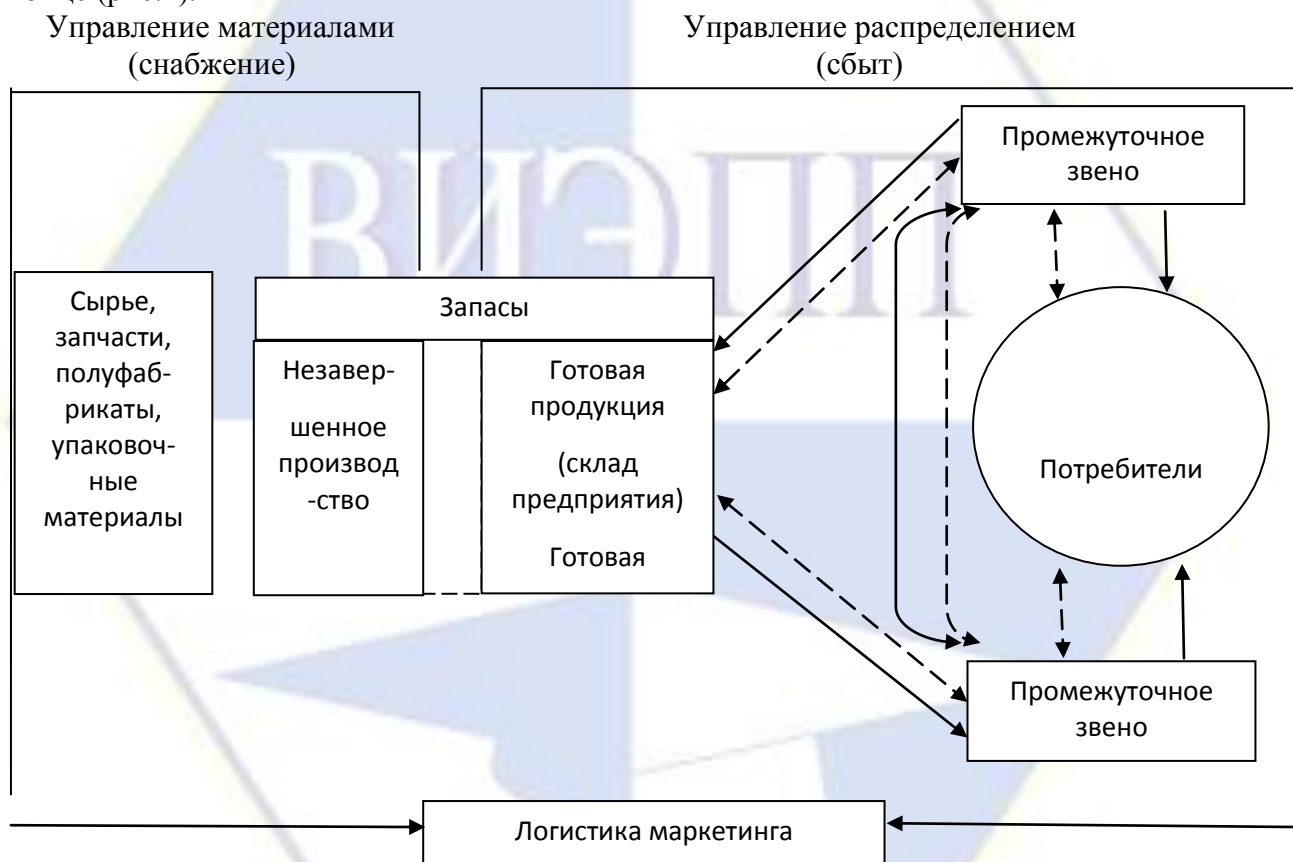 Управление материалами
(снабжение)
Управление распределением
(сбыт)
ВИЭПП
Промежуточное
звено
Сырье,
запчасти,
полуфаб-
рикаты,
упаковоч-
ные
материалы
Запасы
Незавер-
шенное
производ
-ство
Готовая
продукция
(склад
предприятия)
Готовая
Потребители
Промежуточное
звено
Логистика маркетинга